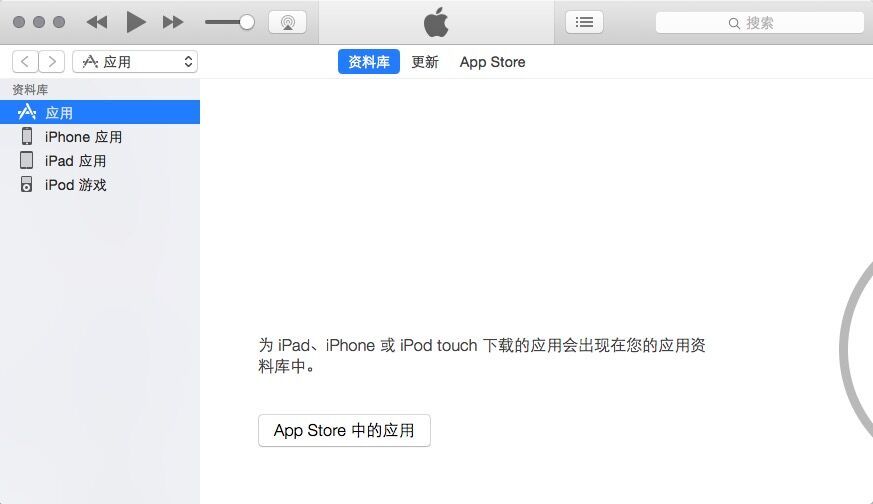 搜索
应用
资料库
更新
App Store
资料库
应用
iPhone 应用
iPad 应用
iPod 游戏
为 iPad、iPhone 或 iPod touch 下载的应用会出现在您的应用资
料库中。
App Store 中的应用